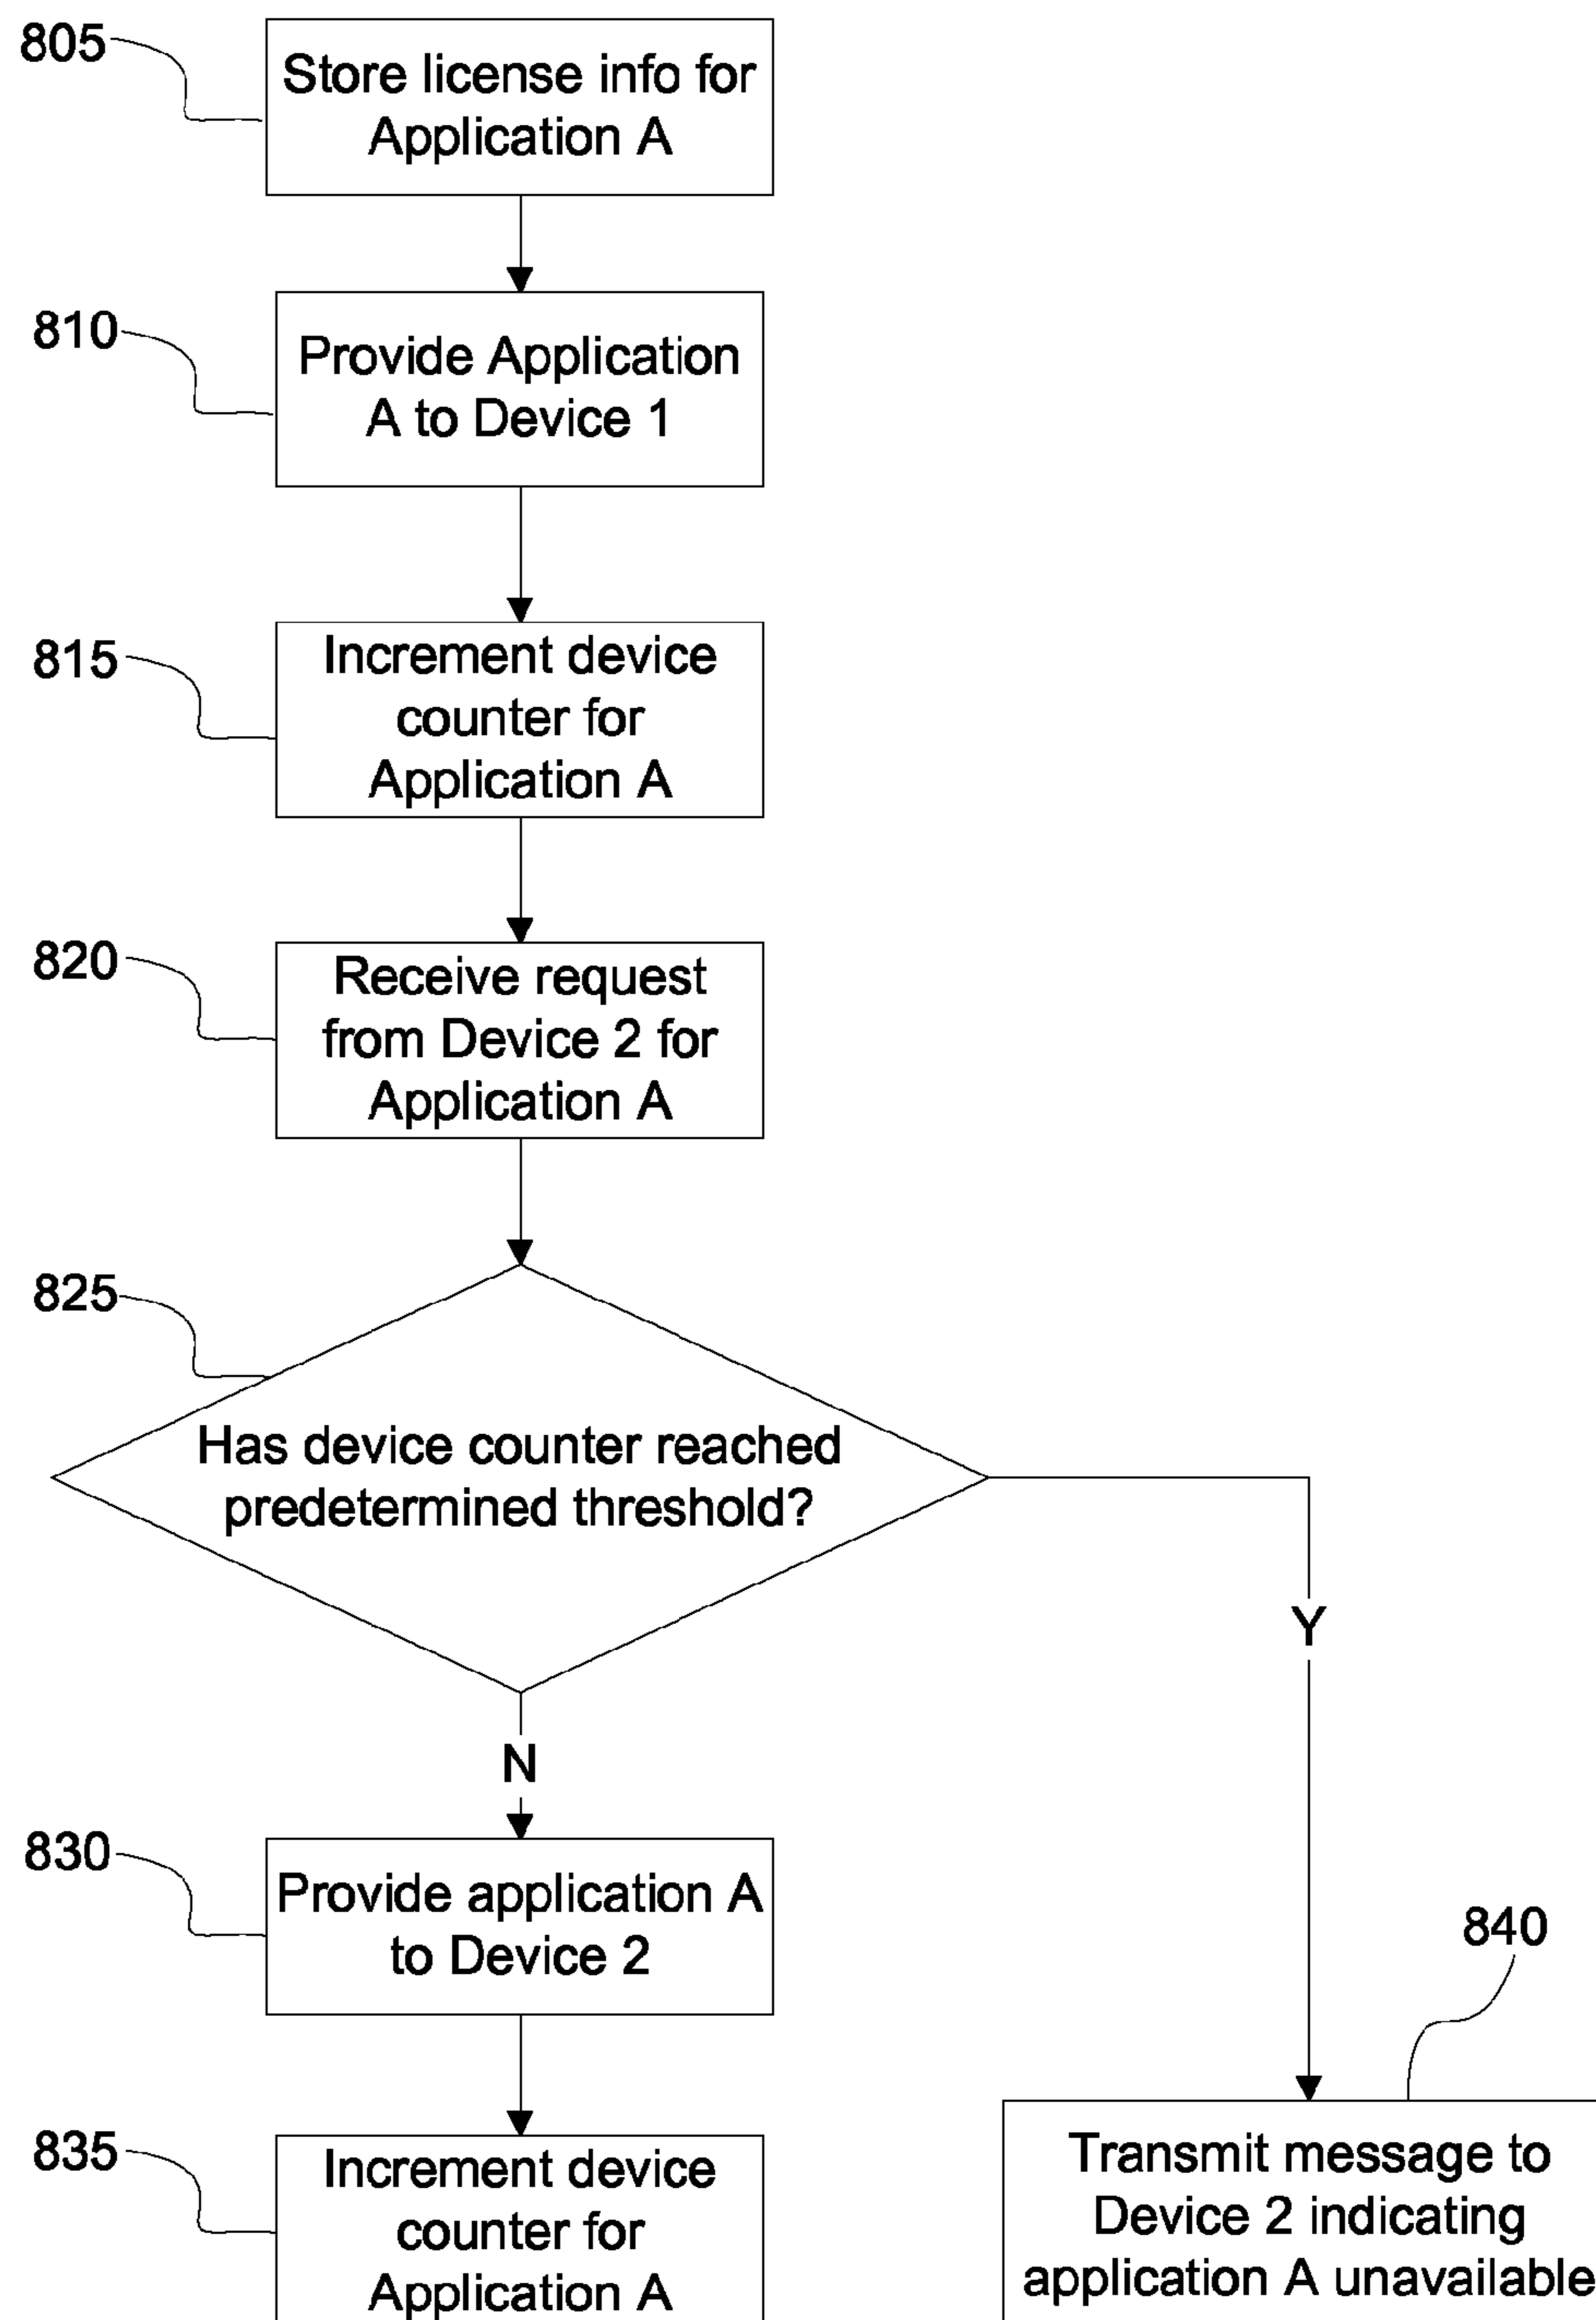 805
Store license info for
Application A
810
Provide Application
A to Device 1
815
Increment device
counter for
Application A
820
Receive request
from Device 2 for
Application A
825
Has device counter reached
predetermined threshold?
Y
N
830
Provide application A
to Device 2
840
835
Increment device
counter for
Application A
Transmit message to
Device 2 indicating
application A unavailable